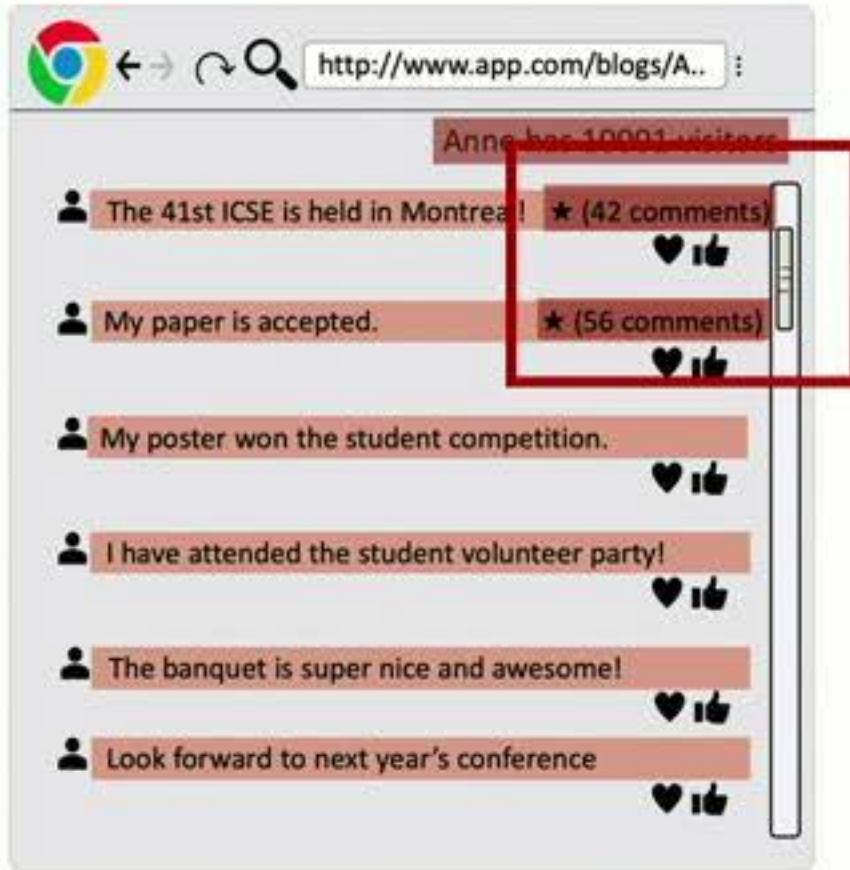 http://www.app.com/blogs/A..
Anne has 10001 visitors
The 41st ICSE is held in Montreal! ★ (42 comments)
My paper is accepted. ★ (56 comments)
My poster won the student competition.
I have attended the student volunteer party!
The banquet is super nice and awesome!
Look forward to next year's conference